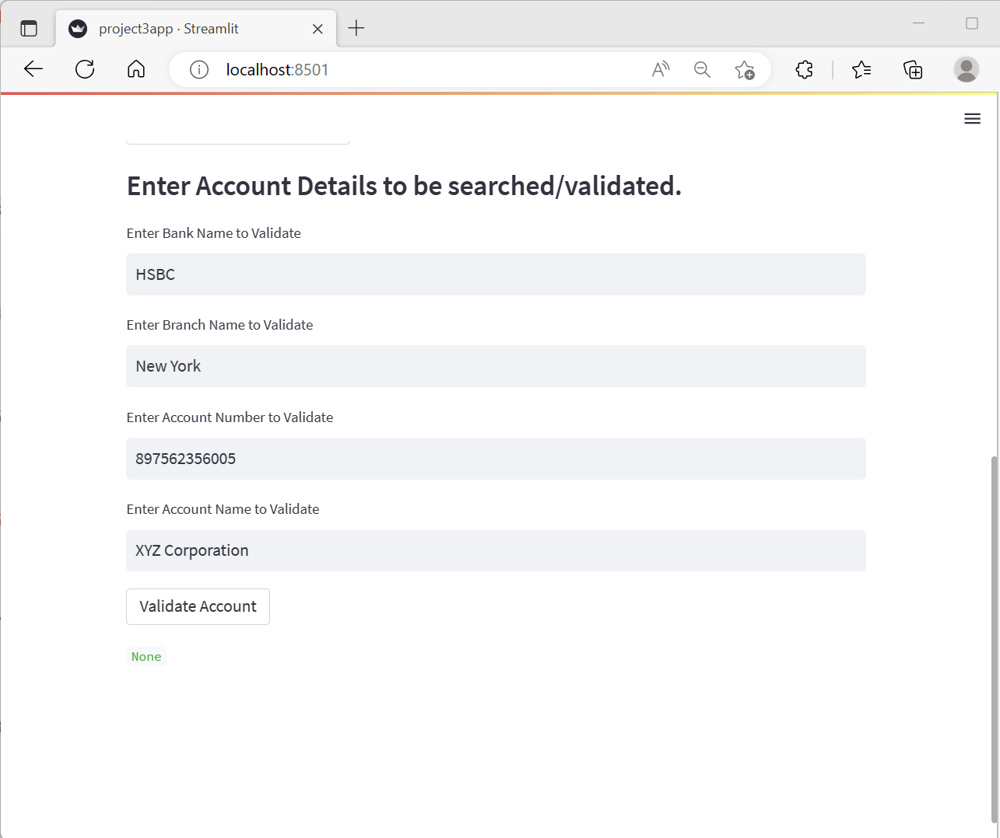 project3app · Streamlit
localhost:8501
Enter Account Details to be searched/validated.
Enter Bank Name to Validate
HSBC
Enter Branch Name to Validate
New York
Enter Account Number to Validate
897562356005
Enter Account Name to Validate
XYZ Corporation
Validate Account
None